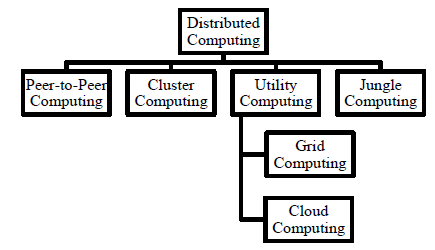 Distributed
Computing
Peer-to-Peer
Computing
Cluster
Computing
Utility
Computing
Jungle
Computing
Grid
Computing
Cloud
Computing